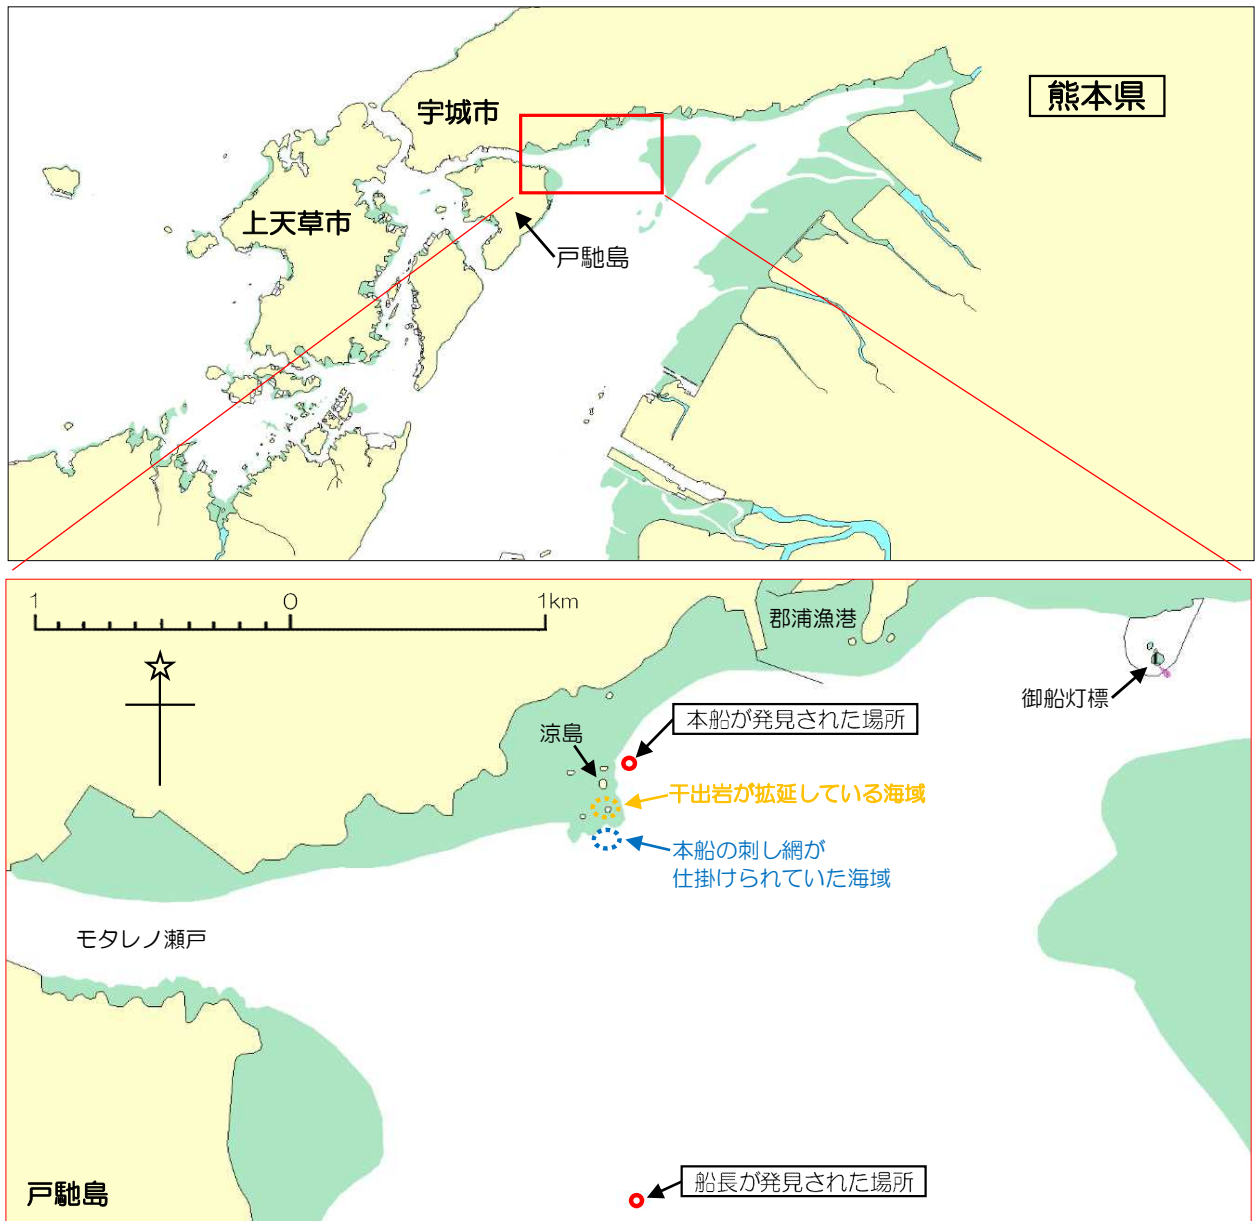 熊本県
宇城市
上天草市
戸馳島
1 0 1km
郡浦漁港
御船灯標
本船が発見された場所
涼島
干出岩が拡延している海域
本船の刺し網が
仕掛けられていた海域
モタレノ瀬戸
船長が発見された場所
戸馳島